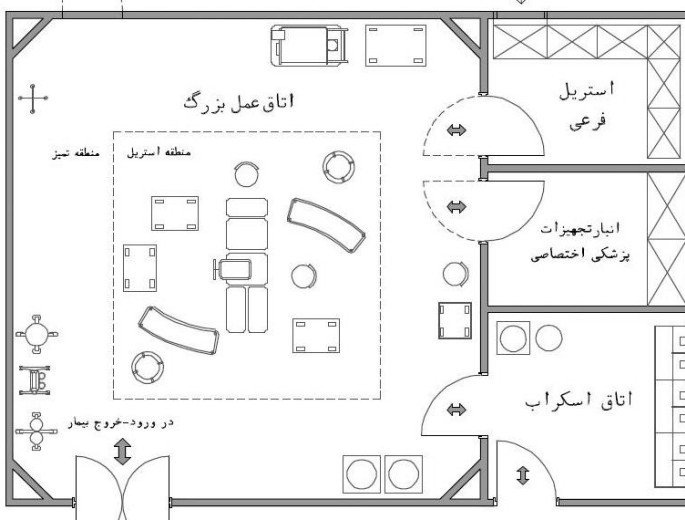 اتاق عمل بزرگ
استریل
فرعی
منطقه تمیز
منطقه استریل
انبارتجهیزات
پزشکی اختصاصی
اتاق اسکراب
در ورود-خروج بیمار